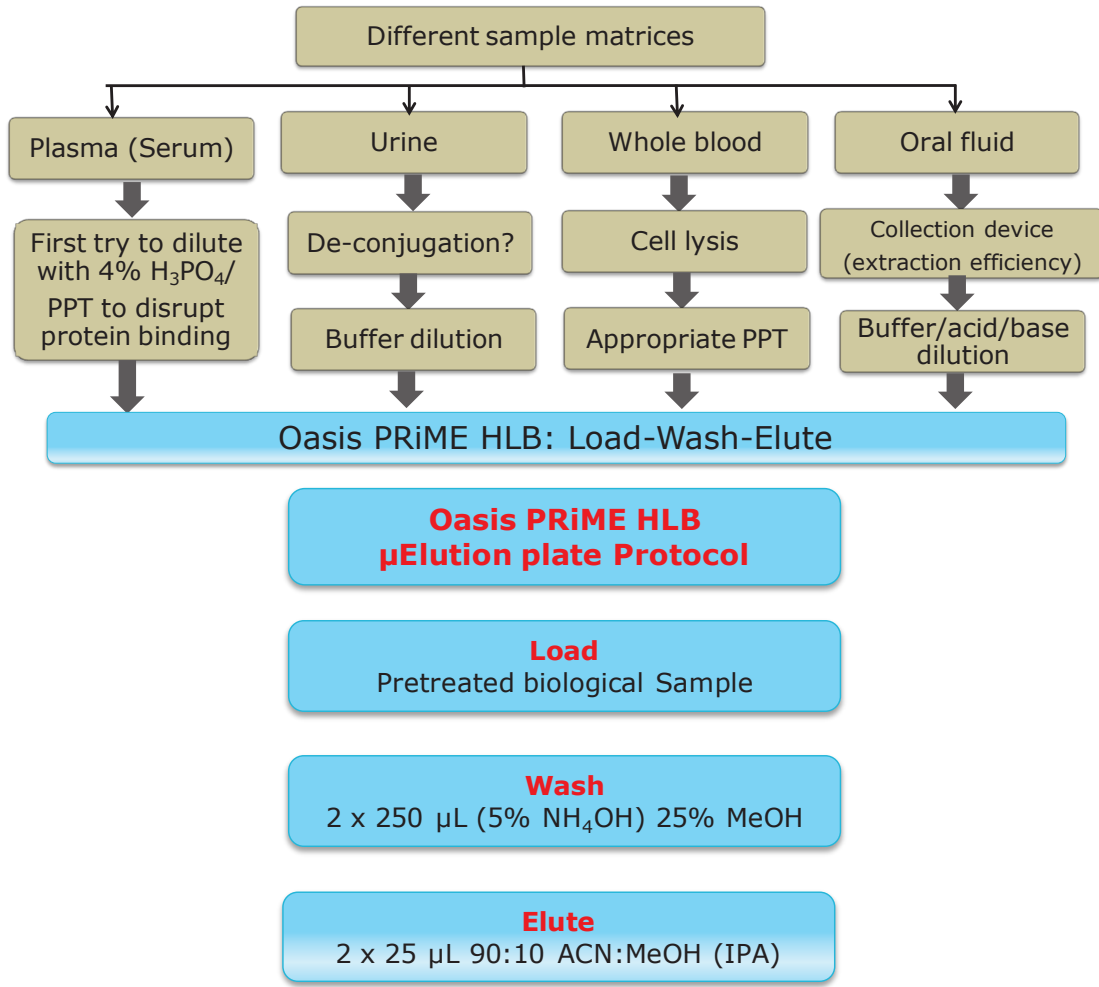 Different sample matrices
Plasma (Serum)
Urine
Whole blood
Oral fluid
First try to dilute
with 4% H₃PO₄/
PPT to disrupt
protein binding
De-conjugation?
Cell lysis
Collection device
(extraction efficiency)
Buffer dilution
Appropriate PPT
Buffer/acid/base
dilution
Oasis PRiME HLB: Load-Wash-Elute
Oasis PRiME HLB
µElution plate Protocol
Load
Pretreated biological Sample
Wash
2 x 250 µL (5% NH₄OH) 25% MeOH
Elute
2 x 25 µL 90:10 ACN:MeOH (IPA)